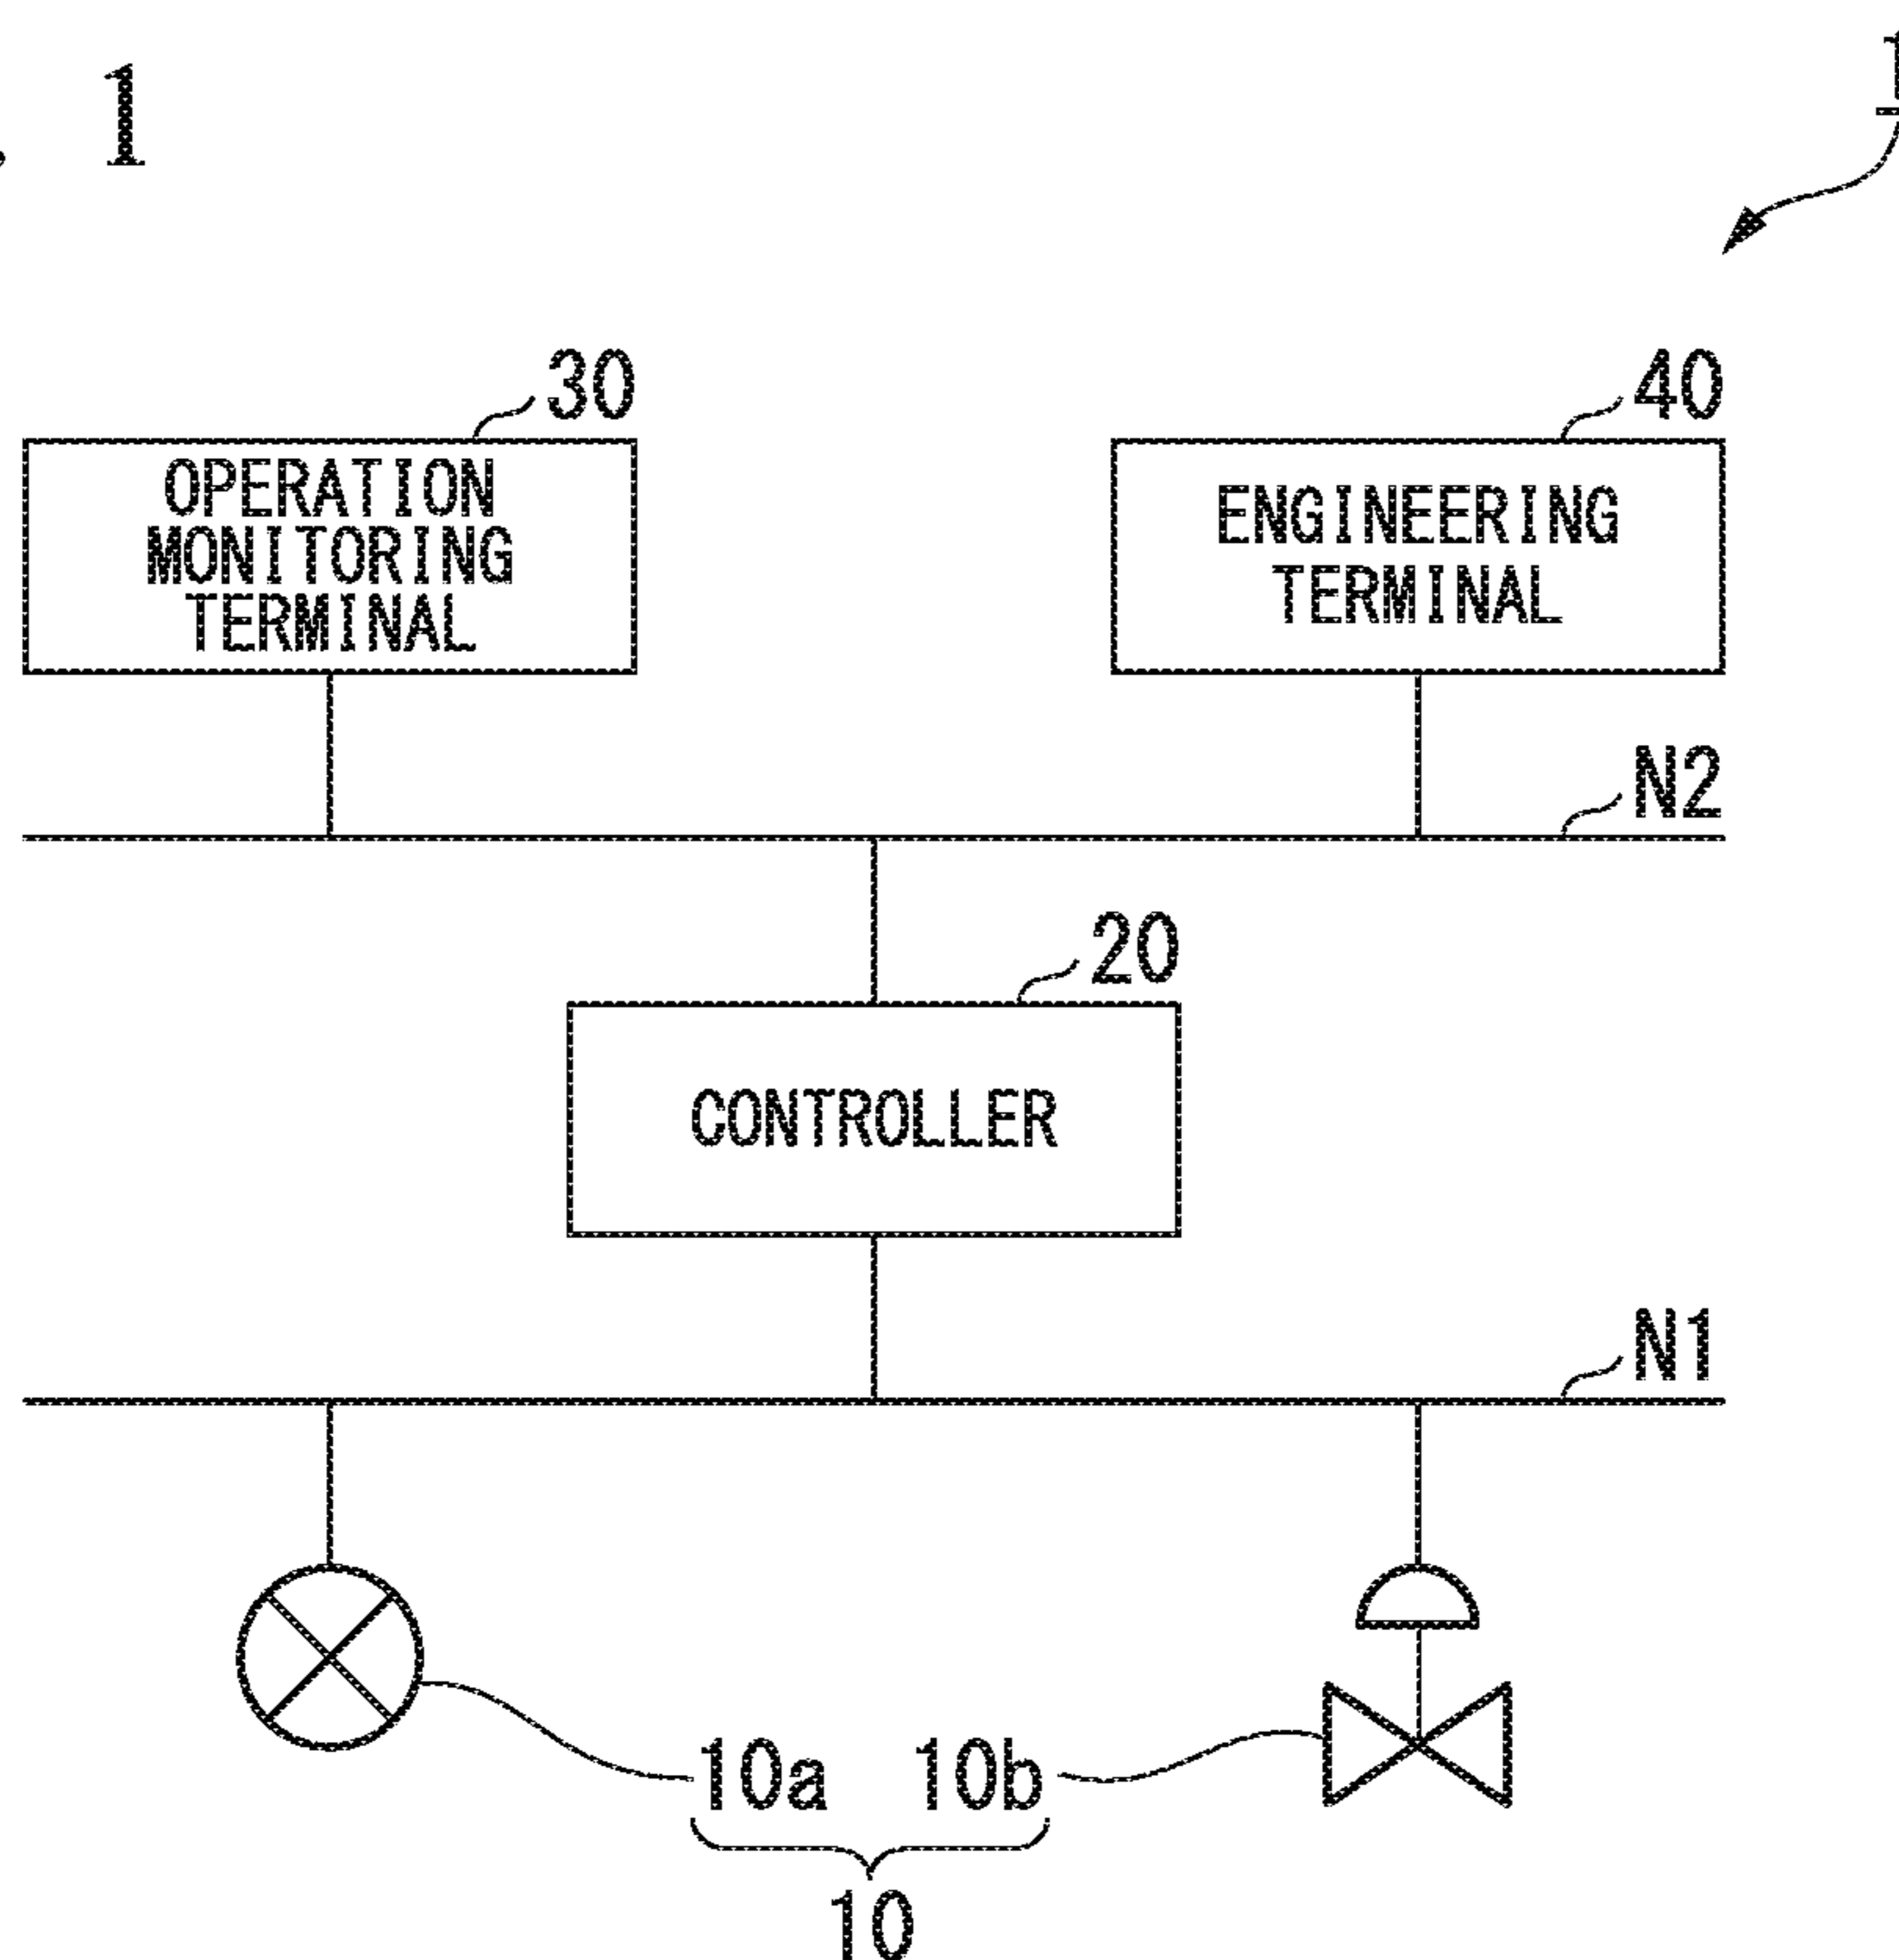 . 1
1
30
40
OPERATION
MONITORING
TERMINAL
ENGINEERING
TERMINAL
N2
20
CONTROLLER
N1
10a 10b
10